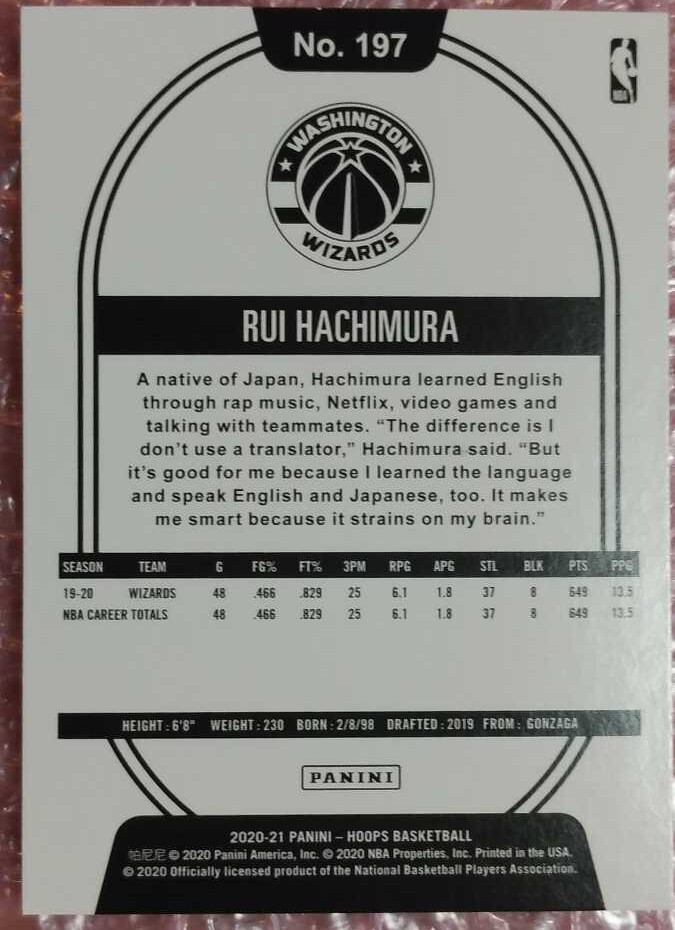 No. 197
NBA
WASHINGTON
WIZARDS
RUI HACHIMURA
A native of Japan, Hachimura learned English
through rap music, Netflix, video games and
talking with teammates. “The difference is I
don’t use a translator,” Hachimura said. “But
it’s good for me because I learned the language
and speak English and Japanese, too. It makes
me smart because it strains on my brain.”
SEASON TEAM G FG% FT% 3PM RPG APG STL BLK PTS PPG
19-20 WIZARDS 48 .466 .829 25 6.1 1.8 37 8 649 13.5
NBA CAREER TOTALS 48 .466 .829 25 6.1 1.8 37 8 649 13.5
HEIGHT: 6'8" WEIGHT: 230 BORN: 2/8/98 DRAFTED: 2019 FROM: GONZAGA
PANINI
2020-21 PANINI – HOOPS BASKETBALL
帕尼尼 © 2020 Panini America, Inc. © 2020 NBA Properties, Inc. Printed in the USA.
© 2020 Officially licensed product of the National Basketball Players Association.